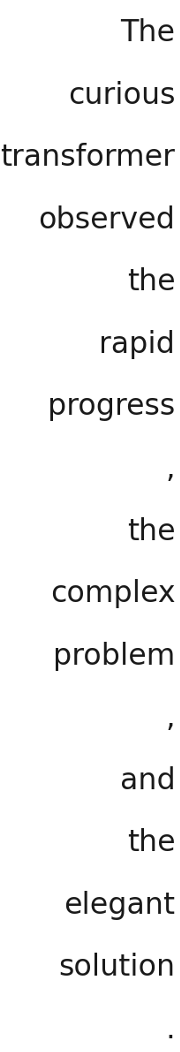 The
curious
transformer
observed
the
rapid
progress
,
the
complex
problem
,
and
the
elegant
solution
.